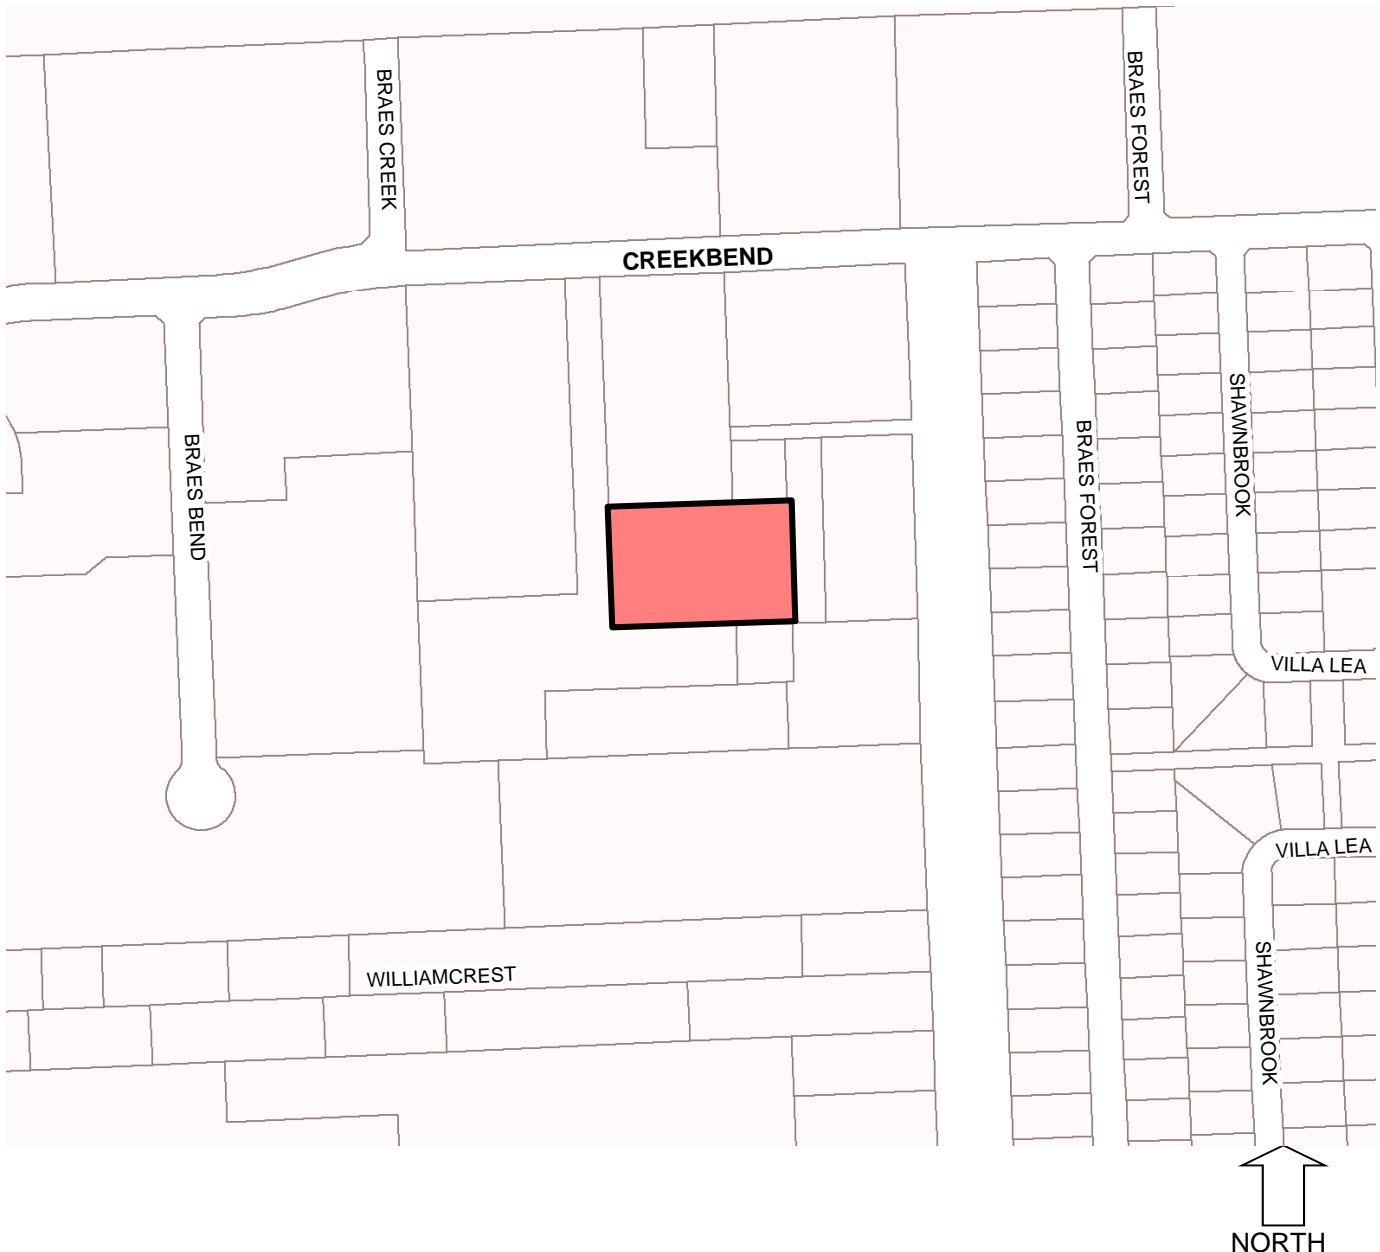 BRAES CREEK
BRAES FOREST
CREEKBEND
SHAWNBROOK
BRAES BEND
BRAES FOREST
VILLA LEA
VILLA LEA
WILLIAMCREST
SHAWNBROOK
NORTH